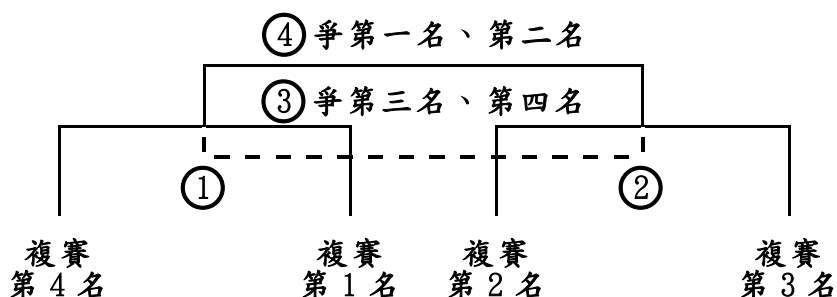 ④爭第一名、第二名
③爭第三名、第四名
① ②
複賽 複賽 複賽 複賽
第4名 第1名 第2名 第3名